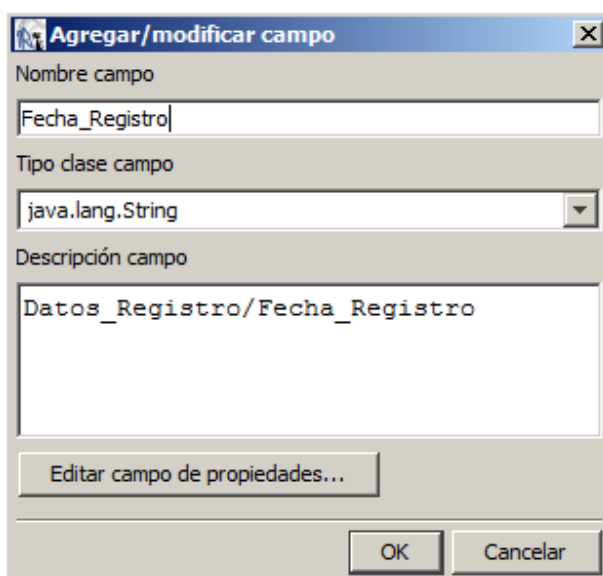 Agregar/modificar campo
Nombre campo
Fecha_Registro
Tipo clase campo
java.lang.String
Descripción campo
Datos_Registro/Fecha_Registro
Editar campo de propiedades...
OK Cancelar